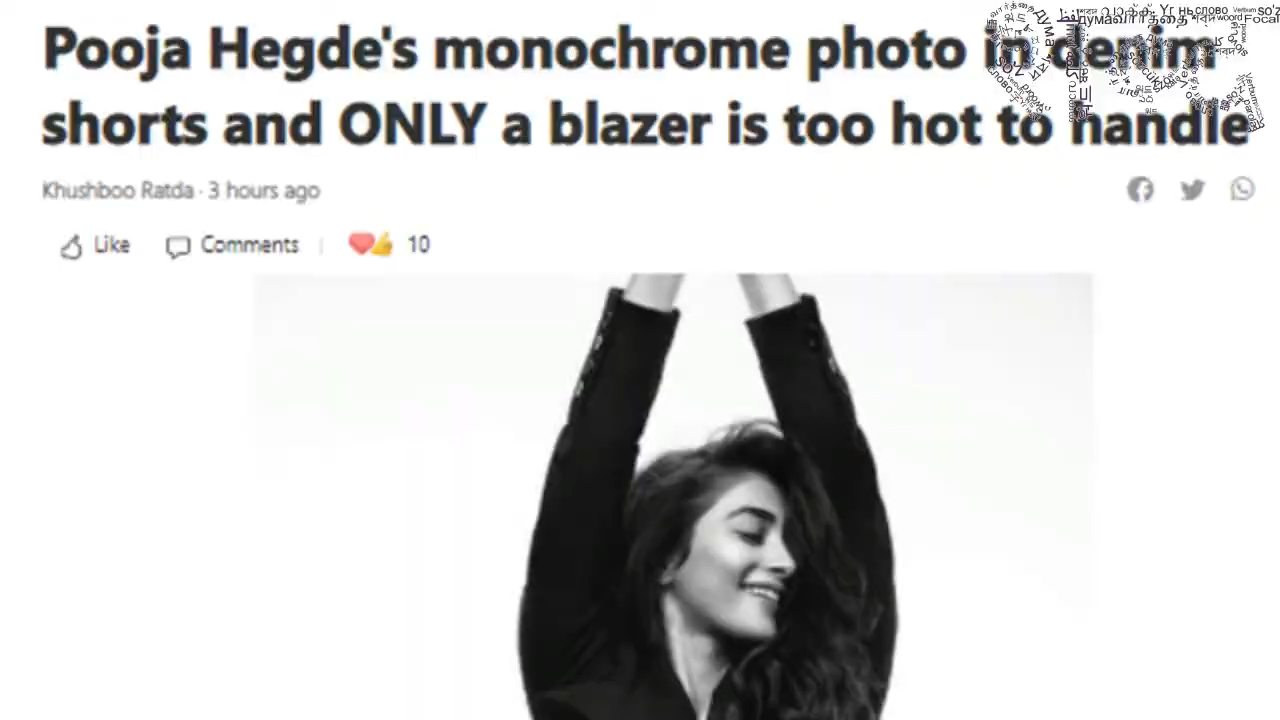 Pooja Hegde's monochrome photo in denim
shorts and ONLY a blazer is too hot to handle
Khushboo Ratda · 3 hours ago
Like Comments 10